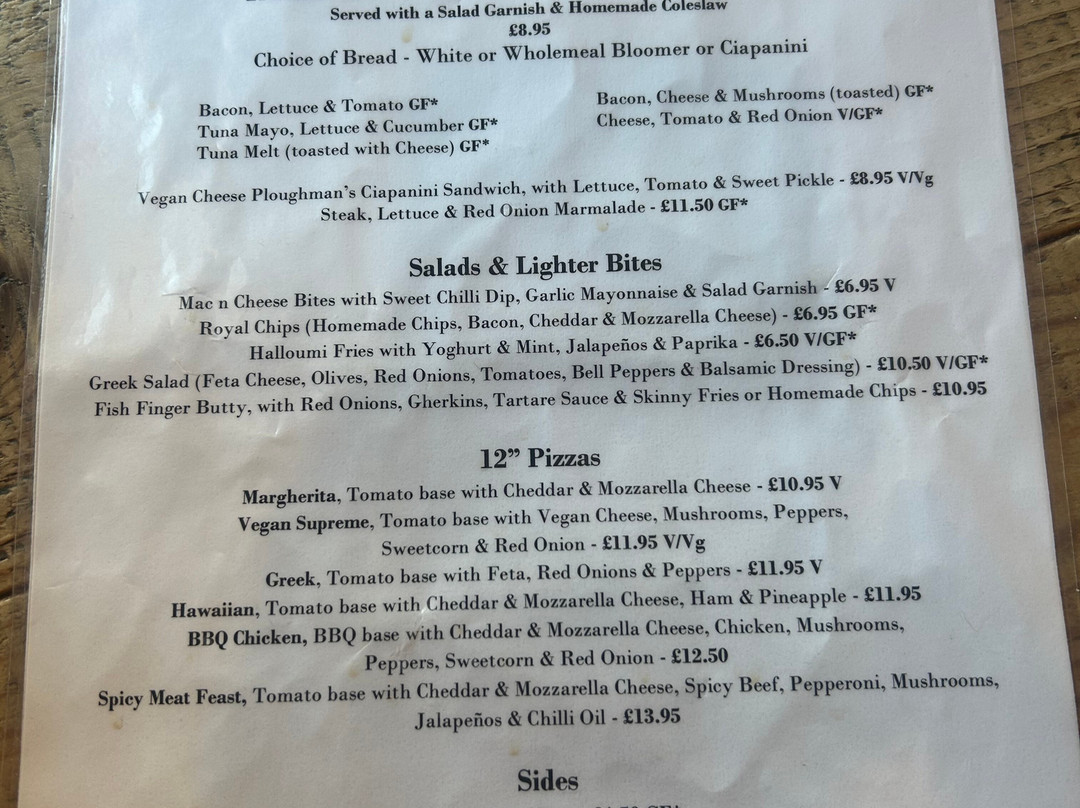 Served with a Salad Garnish & Homemade Coleslaw
£8.95
Choice of Bread - White or Wholemeal Bloomer or Ciapanini
Bacon, Lettuce & Tomato GF*
Tuna Mayo, Lettuce & Cucumber GF*
Tuna Melt (toasted with Cheese) GF*
Bacon, Cheese & Mushrooms (toasted) GF*
Cheese, Tomato & Red Onion V/GF*
Vegan Cheese Ploughman's Ciapanini Sandwich, with Lettuce, Tomato & Sweet Pickle - £8.95 V/Vg
Steak, Lettuce & Red Onion Marmalade - £11.50 GF*
Salads & Lighter Bites
Mac n Cheese Bites with Sweet Chilli Dip, Garlic Mayonnaise & Salad Garnish - £6.95 V
Royal Chips (Homemade Chips, Bacon, Cheddar & Mozzarella Cheese) - £6.95 GF*
Halloumi Fries with Yoghurt & Mint, Jalapeños & Paprika - £6.50 V/GF*
Greek Salad (Feta Cheese, Olives, Red Onions, Tomatoes, Bell Peppers & Balsamic Dressing) - £10.50 V/GF*
Fish Finger Butty, with Red Onions, Gherkins, Tartare Sauce & Skinny Fries or Homemade Chips - £10.95
12” Pizzas
Margherita, Tomato base with Cheddar & Mozzarella Cheese - £10.95 V
Vegan Supreme, Tomato base with Vegan Cheese, Mushrooms, Peppers,
Sweetcorn & Red Onion - £11.95 V/Vg
Greek, Tomato base with Feta, Red Onions & Peppers - £11.95 V
Hawaiian, Tomato base with Cheddar & Mozzarella Cheese, Ham & Pineapple - £11.95
BBQ Chicken, BBQ base with Cheddar & Mozzarella Cheese, Chicken, Mushrooms,
Peppers, Sweetcorn & Red Onion - £12.50
Spicy Meat Feast, Tomato base with Cheddar & Mozzarella Cheese, Spicy Beef, Pepperoni, Mushrooms,
Jalapeños & Chilli Oil - £13.95
Sides